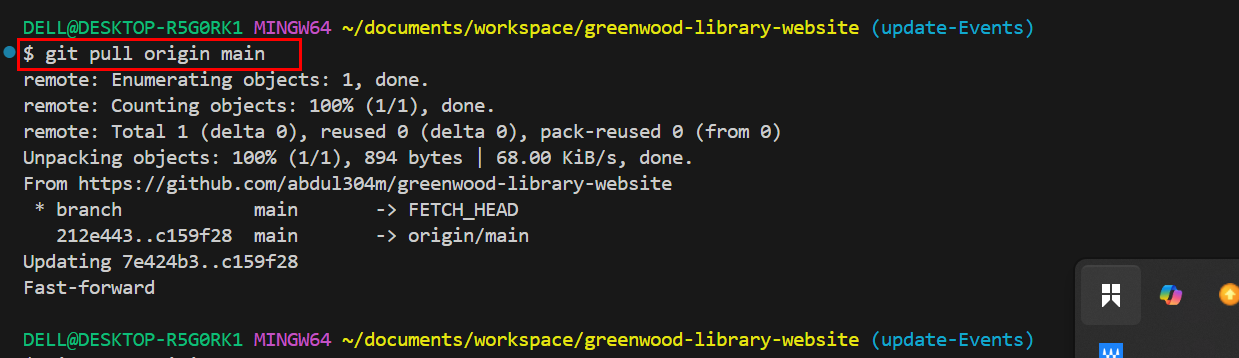 DELL@DESKTOP-R5G0RK1 MINGW64 ~/documents/workspace/greenwood-library-website (update-Events)
$ git pull origin main
remote: Enumerating objects: 1, done.
remote: Counting objects: 100% (1/1), done.
remote: Total 1 (delta 0), reused 0 (delta 0), pack-reused 0 (from 0)
Unpacking objects: 100% (1/1), 894 bytes | 68.00 KiB/s, done.
From https://github.com/abdul304m/greenwood-library-website
 * branch            main       -> FETCH_HEAD
   212e443..c159f28  main       -> origin/main
Updating 7e424b3..c159f28
Fast-forward
DELL@DESKTOP-R5G0RK1 MINGW64 ~/documents/workspace/greenwood-library-website (update-Events)